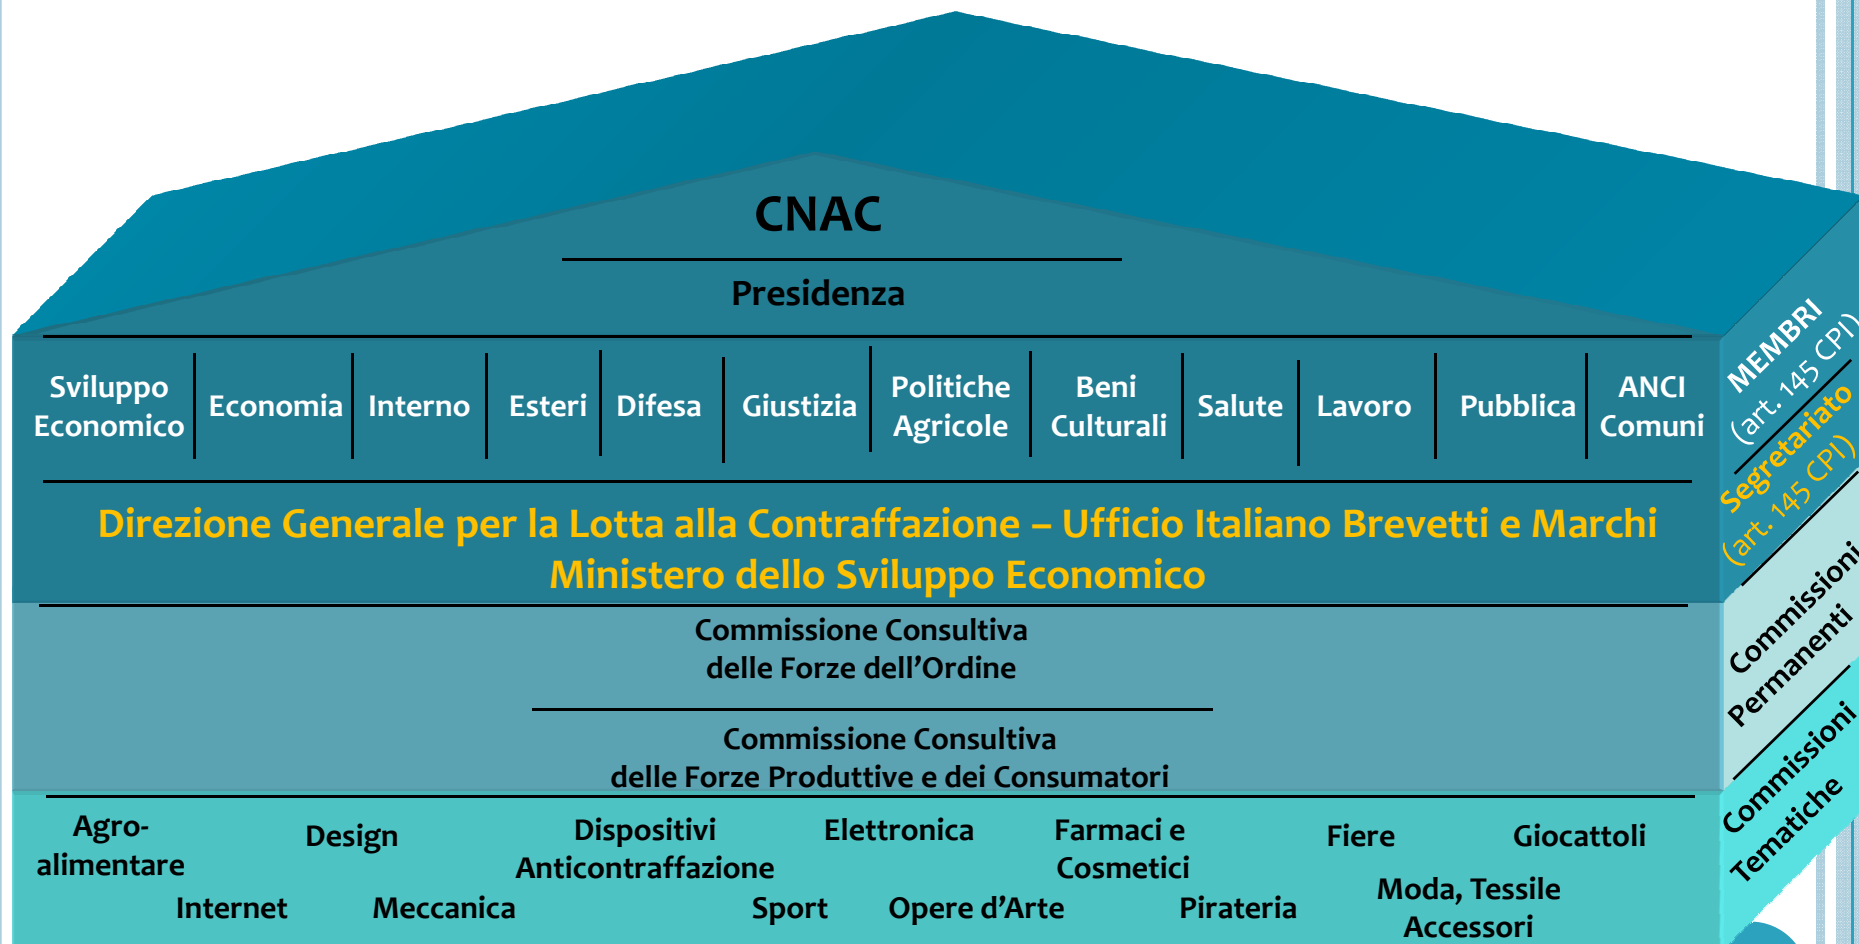 CNAC
Presidenza
Sviluppo
Economico
Economia
Interno
Esteri
Difesa
Giustizia
Politiche
Agricole
Beni
Culturali
Salute
Lavoro
Pubblica
ANCI
Comuni
MEMBRI
(art. 145 CPI)
Direzione Generale per la Lotta alla Contraffazione – Ufficio Italiano Brevetti e Marchi
Ministero dello Sviluppo Economico
Segretariato
(art. 145 CPI)
Commissione Consultiva
delle Forze dell'Ordine
Commissione Consultiva
delle Forze Produttive e dei Consumatori
Commissioni
Permanenti
Agro-
alimentare
Design
Dispositivi
Anticontraffazione
Elettronica
Farmaci e
Cosmetici
Fiere
Giocattoli
Internet
Meccanica
Sport
Opere d'Arte
Pirateria
Moda, Tessile
Accessori
Commissioni
Tematiche